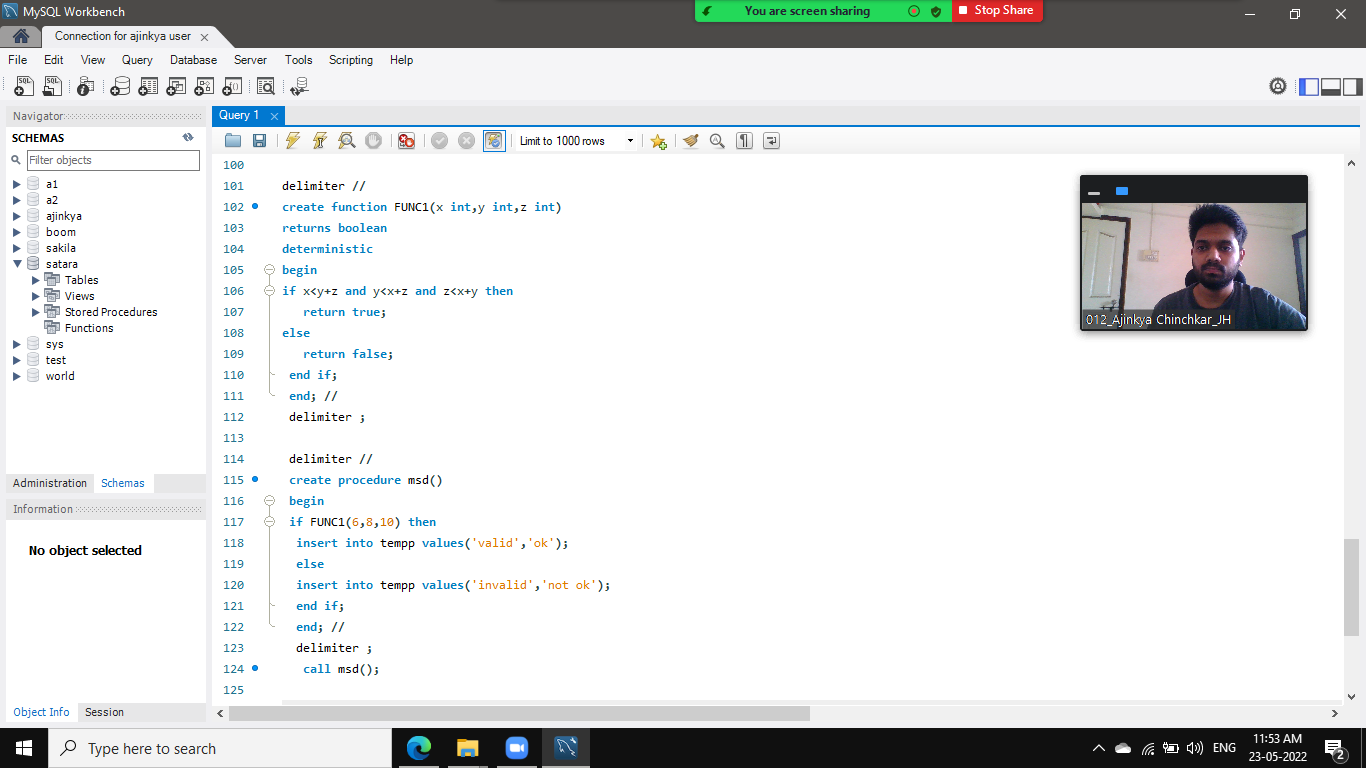 MySQL Workbench
You are screen sharing
Stop Share
Connection for ajinkya user
File Edit View Query Database Server Tools Scripting Help
Navigator
SCHEMAS
Filter objects
a1
a2
ajinkya
boom
sakila
satara
Tables
Views
Stored Procedures
Functions
sys
test
world
Administration Schemas
Information
No object selected
Object Info Session
Query 1
Limit to 1000 rows
100
101 delimiter //
102 create function FUNC1(x int,y int,z int)
103 returns boolean
104 deterministic
105 begin
106 if x<y+z and y<x+z and z<x+y then
107 return true;
108 else
109 return false;
110 end if;
111 end; //
112 delimiter ;
113
114 delimiter //
115 create procedure msd()
116 begin
117 if FUNC1(6,8,10) then
118 insert into tempp values('valid','ok');
119 else
120 insert into tempp values('invalid','not ok');
121 end if;
122 end; //
123 delimiter ;
124 call msd();
125
012_Ajinkya Chinchkar_JH
Type here to search
ENG
11:53 AM
23-05-2022
2